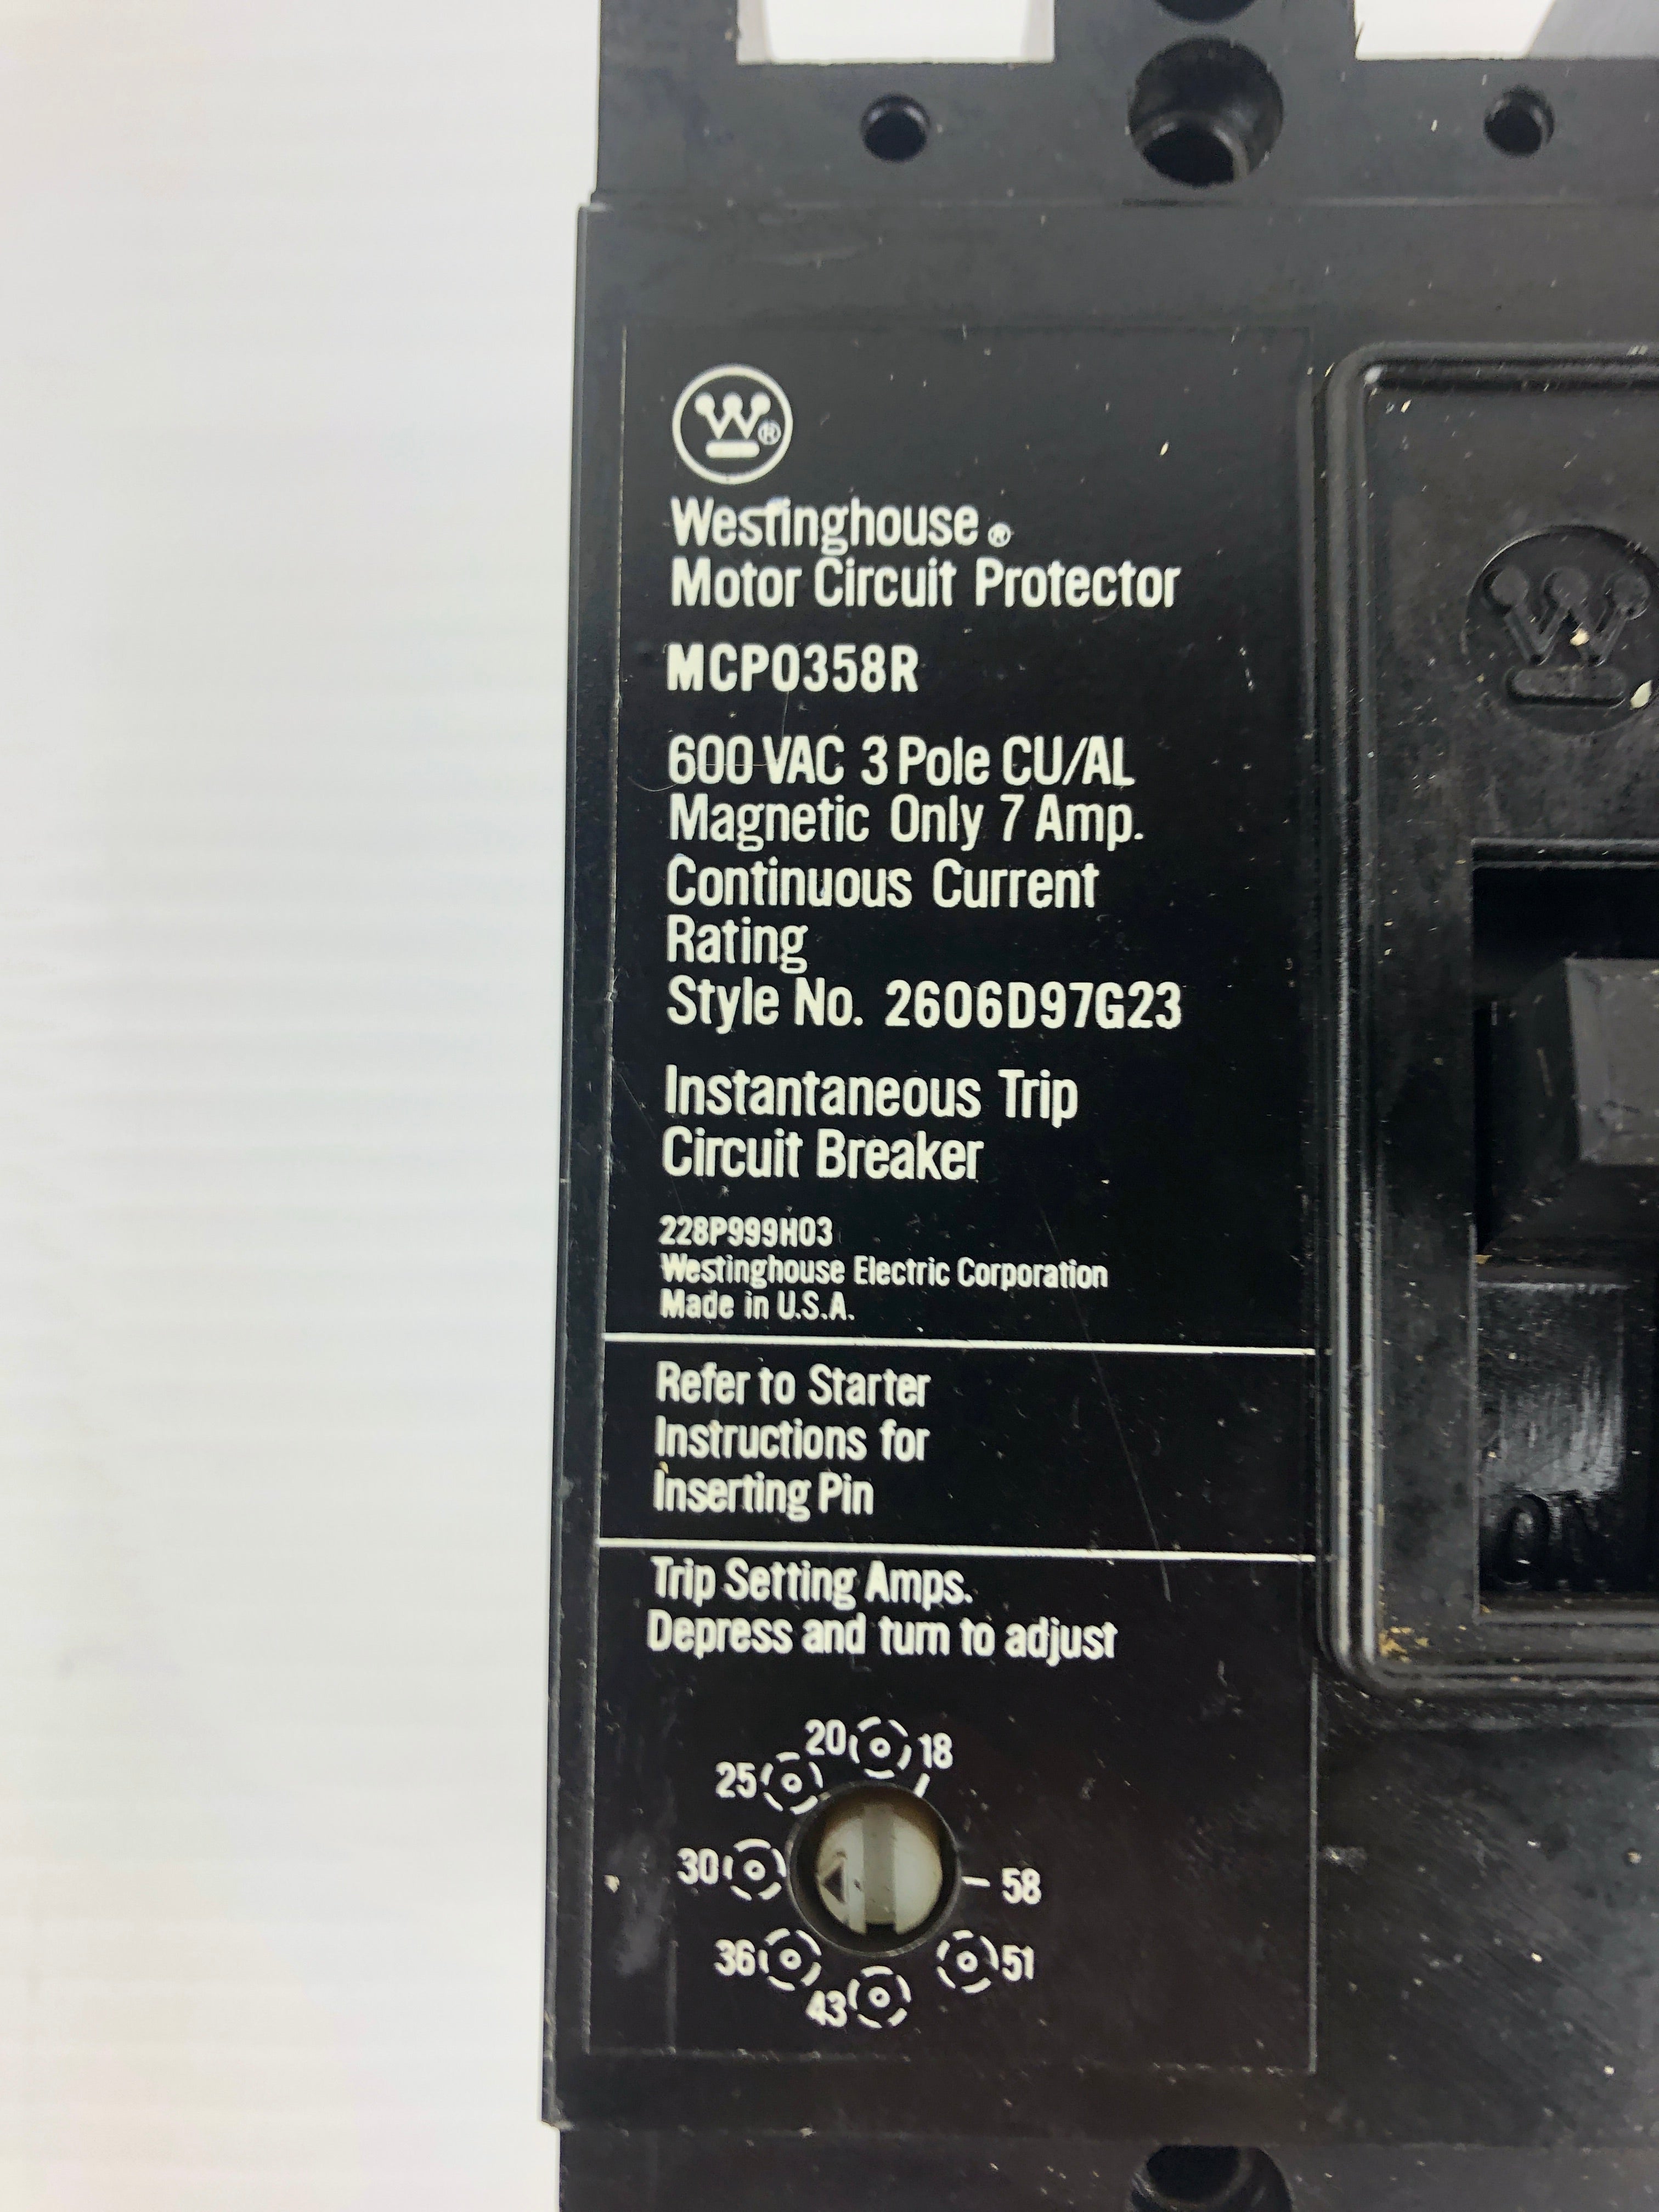 W®
Westinghouse®
Motor Circuit Protector
MCP0358R
600 VAC 3 Pole CU/AL
Magnetic Only 7 Amp.
Continuous Current
Rating
Style No. 2606D97G23
Instantaneous Trip
Circuit Breaker
228P999H03
Westinghouse Electric Corporation
Made in U.S.A.
Refer to Starter
Instructions for
Inserting Pin
Trip Setting Amps.
Depress and turn to adjust
20 18
25
30
58
36
51
43
W
ON